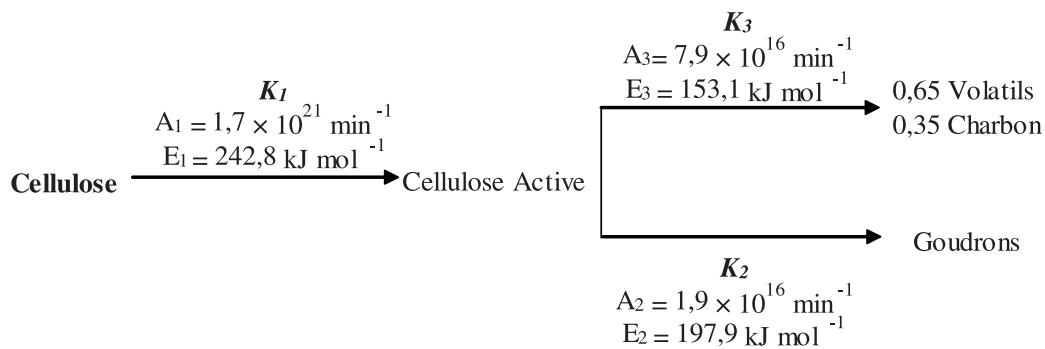 K3
A3 = 7,9 × 10^16 min^-1
E3 = 153,1 kJ mol^-1
0,65 Volatils
0,35 Charbon
K1
A1 = 1,7 × 10^21 min^-1
E1 = 242,8 kJ mol^-1
Cellulose
Cellulose Active
Goudrons
K2
A2 = 1,9 × 10^16 min^-1
E2 = 197,9 kJ mol^-1